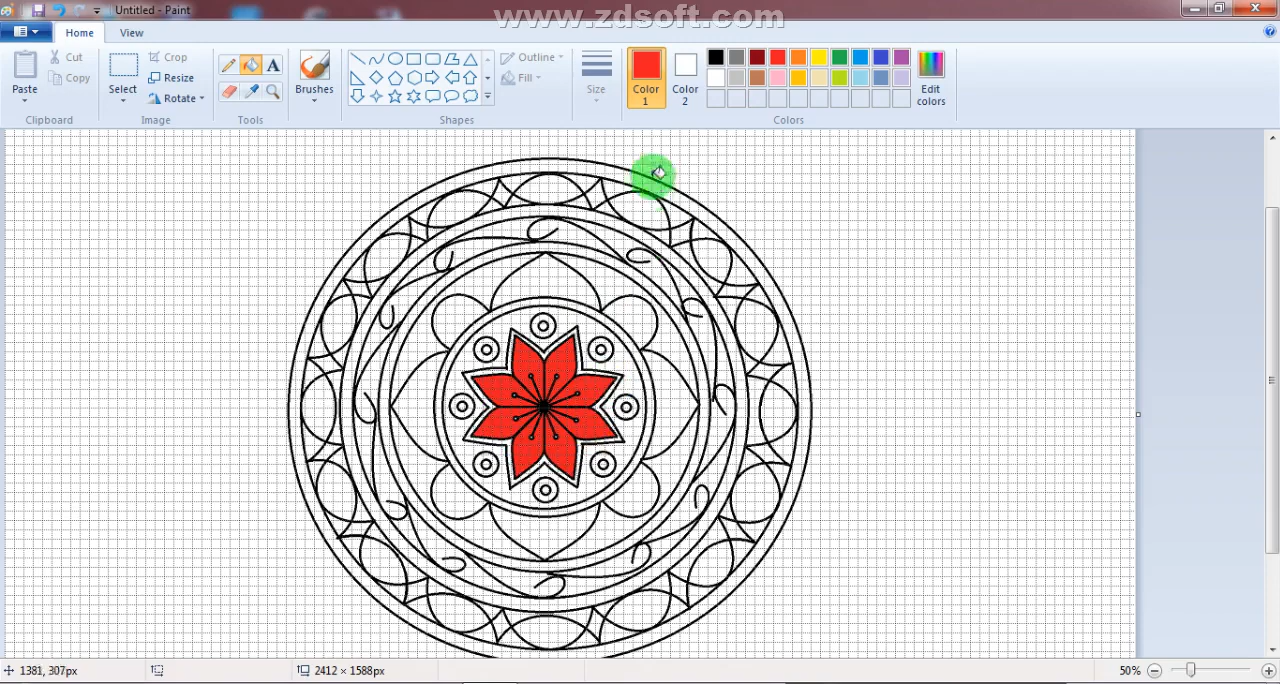 Untitled - Paint
www.zdsoft.com
Home View
Paste Cut Copy
Select Crop Resize Rotate
A
Brushes
Outline Fill
Size
Color 1 Color 2
Edit colors
Clipboard Image Tools Shapes Colors
1381, 307px 2412 × 1588px 50%